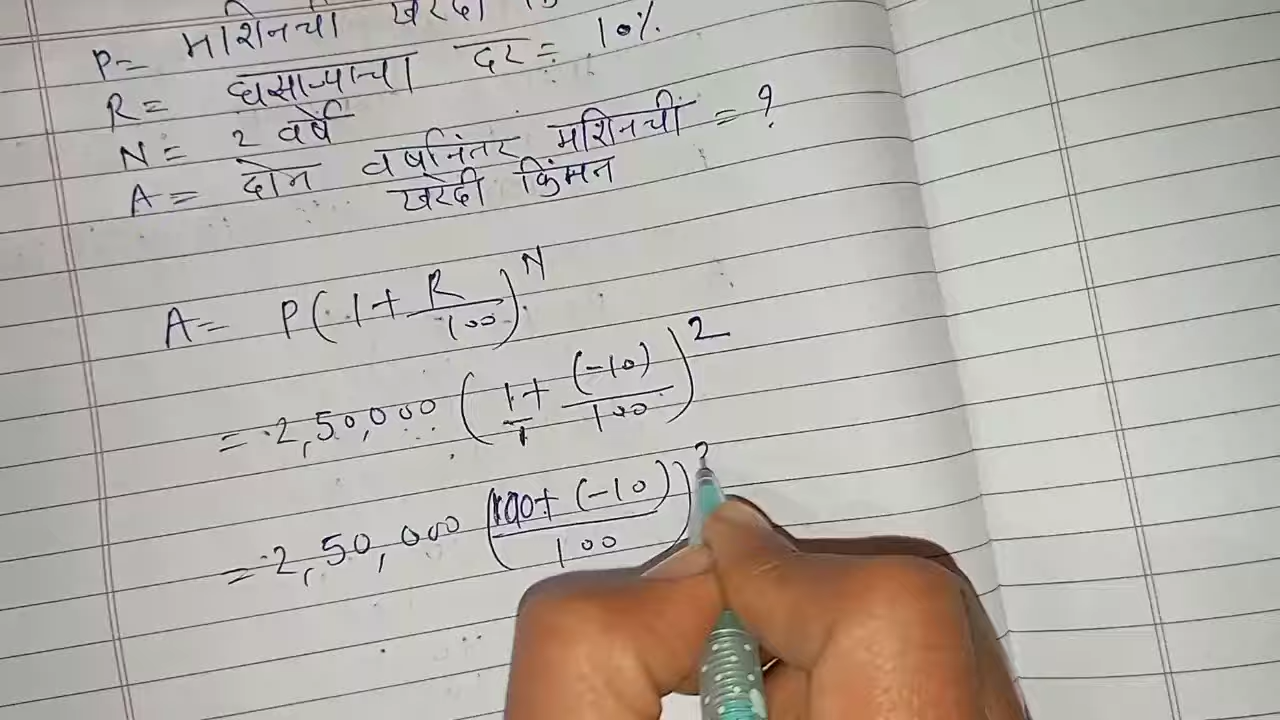 P= मशिनची खरेदी
R= घसाऱ्याचा दर = 10%
N= 2 वर्षे
A= दोन वर्षानंतर मशिनची = ?
खरेदी किंमत
A= P(1+R/100)^N
= 2,50,000 (1/1+(-10)/100)^2
= 2,50,000 (100+(-10)/100)^2